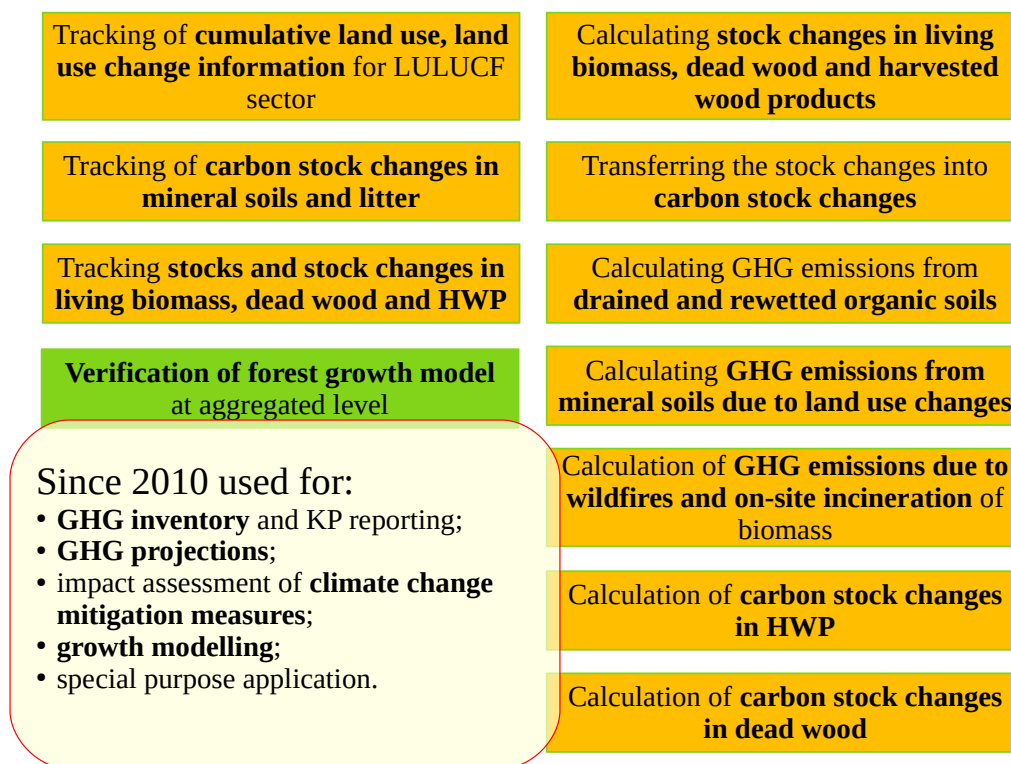 Tracking of cumulative land use, land
use change information for LULUCF
sector
Tracking of carbon stock changes in
mineral soils and litter
Tracking stocks and stock changes in
living biomass, dead wood and HWP
Verification of forest growth model
at aggregated level
Since 2010 used for:
• GHG inventory and KP reporting;
• GHG projections;
• impact assessment of climate change
mitigation measures;
• growth modelling;
• special purpose application.
Calculating stock changes in living
biomass, dead wood and harvested
wood products
Transferring the stock changes into
carbon stock changes
Calculating GHG emissions from
drained and rewetted organic soils
Calculating GHG emissions from
mineral soils due to land use changes
Calculation of GHG emissions due to
wildfires and on-site incineration of
biomass
Calculation of carbon stock changes
in HWP
Calculation of carbon stock changes
in dead wood